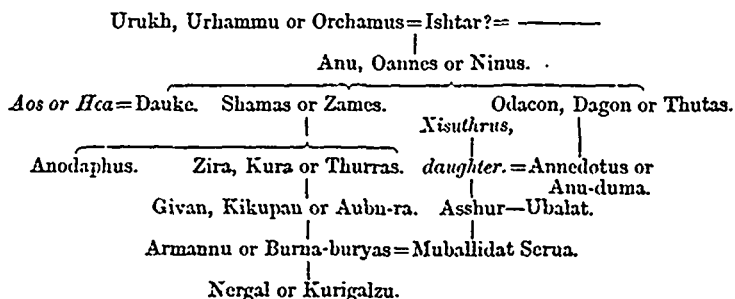 Urukh, Urhammu or Orchamus=Ishtar?=
Anu, Oannes or Ninus.
Aos or Hea=Dauke. Shamas or Zames. Odacon, Dagon or Thutas.
Xisuthrus,
Anodaphus. Zira, Kura or Thurras. daughter.=Annedotus or
Anu-duma.
Givan, Kikupan or Aubu-ra. Asshur—Ubalat.
Armannu or Burna-buryas=Muballidat Serua.
Nergal or Kurigalzu.